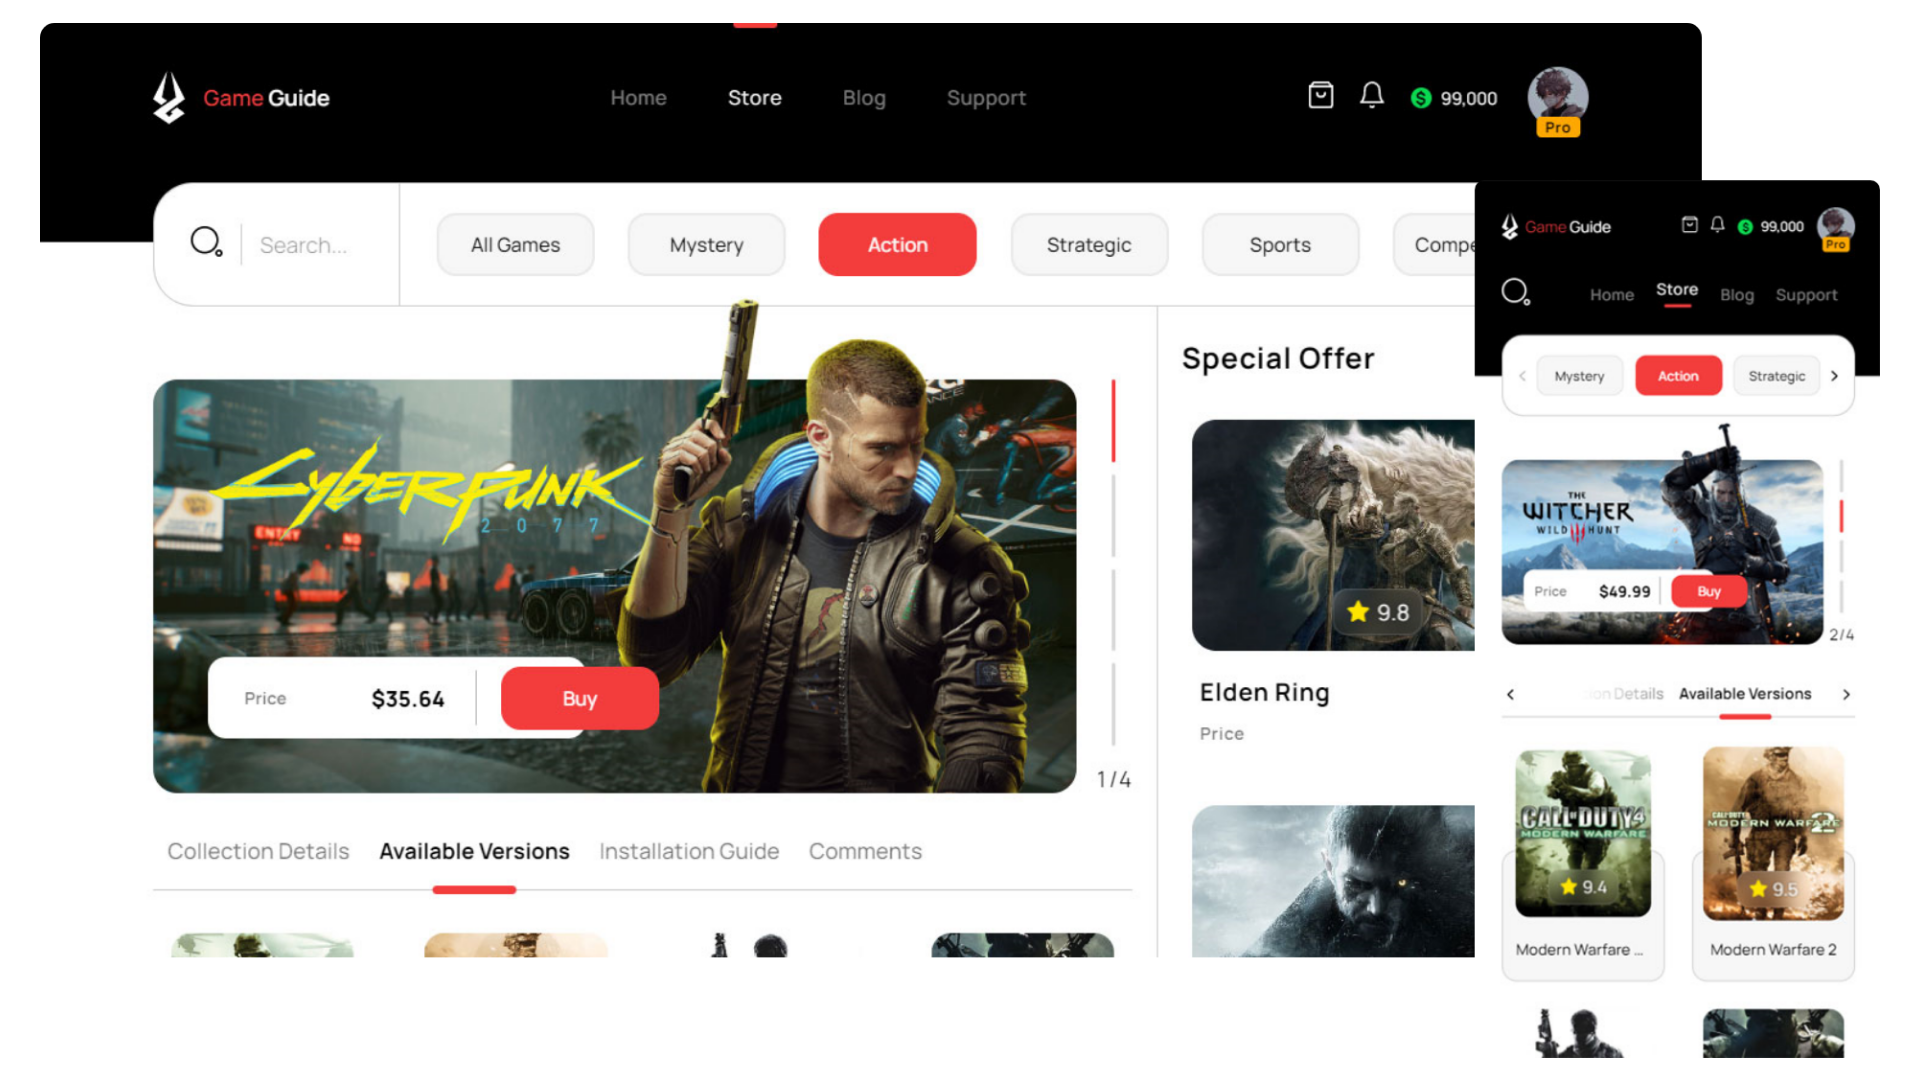 Game Guide
Home Store Blog Support
99,000
Pro
Search...
All Games Mystery Action Strategic Sports Compe
CYBERPUNK
2077
ENTRY NO
Price $35.64 Buy
1/4
Special Offer
9.8
Elden Ring
Price
Collection Details Available Versions Installation Guide Comments
Game Guide
99,000
Pro
Home Store Blog Support
Mystery Action Strategic
THE
WITCHER
WILD HUNT
Price $49.99 Buy
2/4
on Details Available Versions
CALL OF DUTY 4
MODERN WARFARE
9.4
Modern Warfare ...
CALL OF DUTY
MODERN WARFARE 2
9.5
Modern Warfare 2